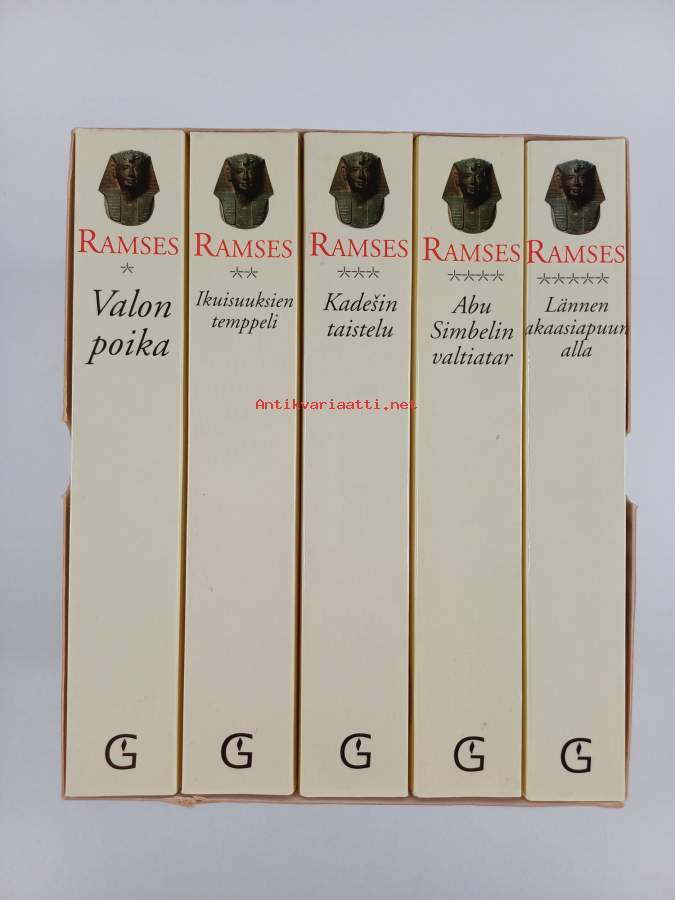 RAMSES
*
Valon
poika
RAMSES
**
Ikuisuuksien
temppeli
RAMSES
***
Kadešin
taistelu
RAMSES
****
Abu
Simbelin
valtiatar
RAMSES
*****
Lännen
akaasiapuun
alla
Antikvariaatti.net
G
G
G
G
G